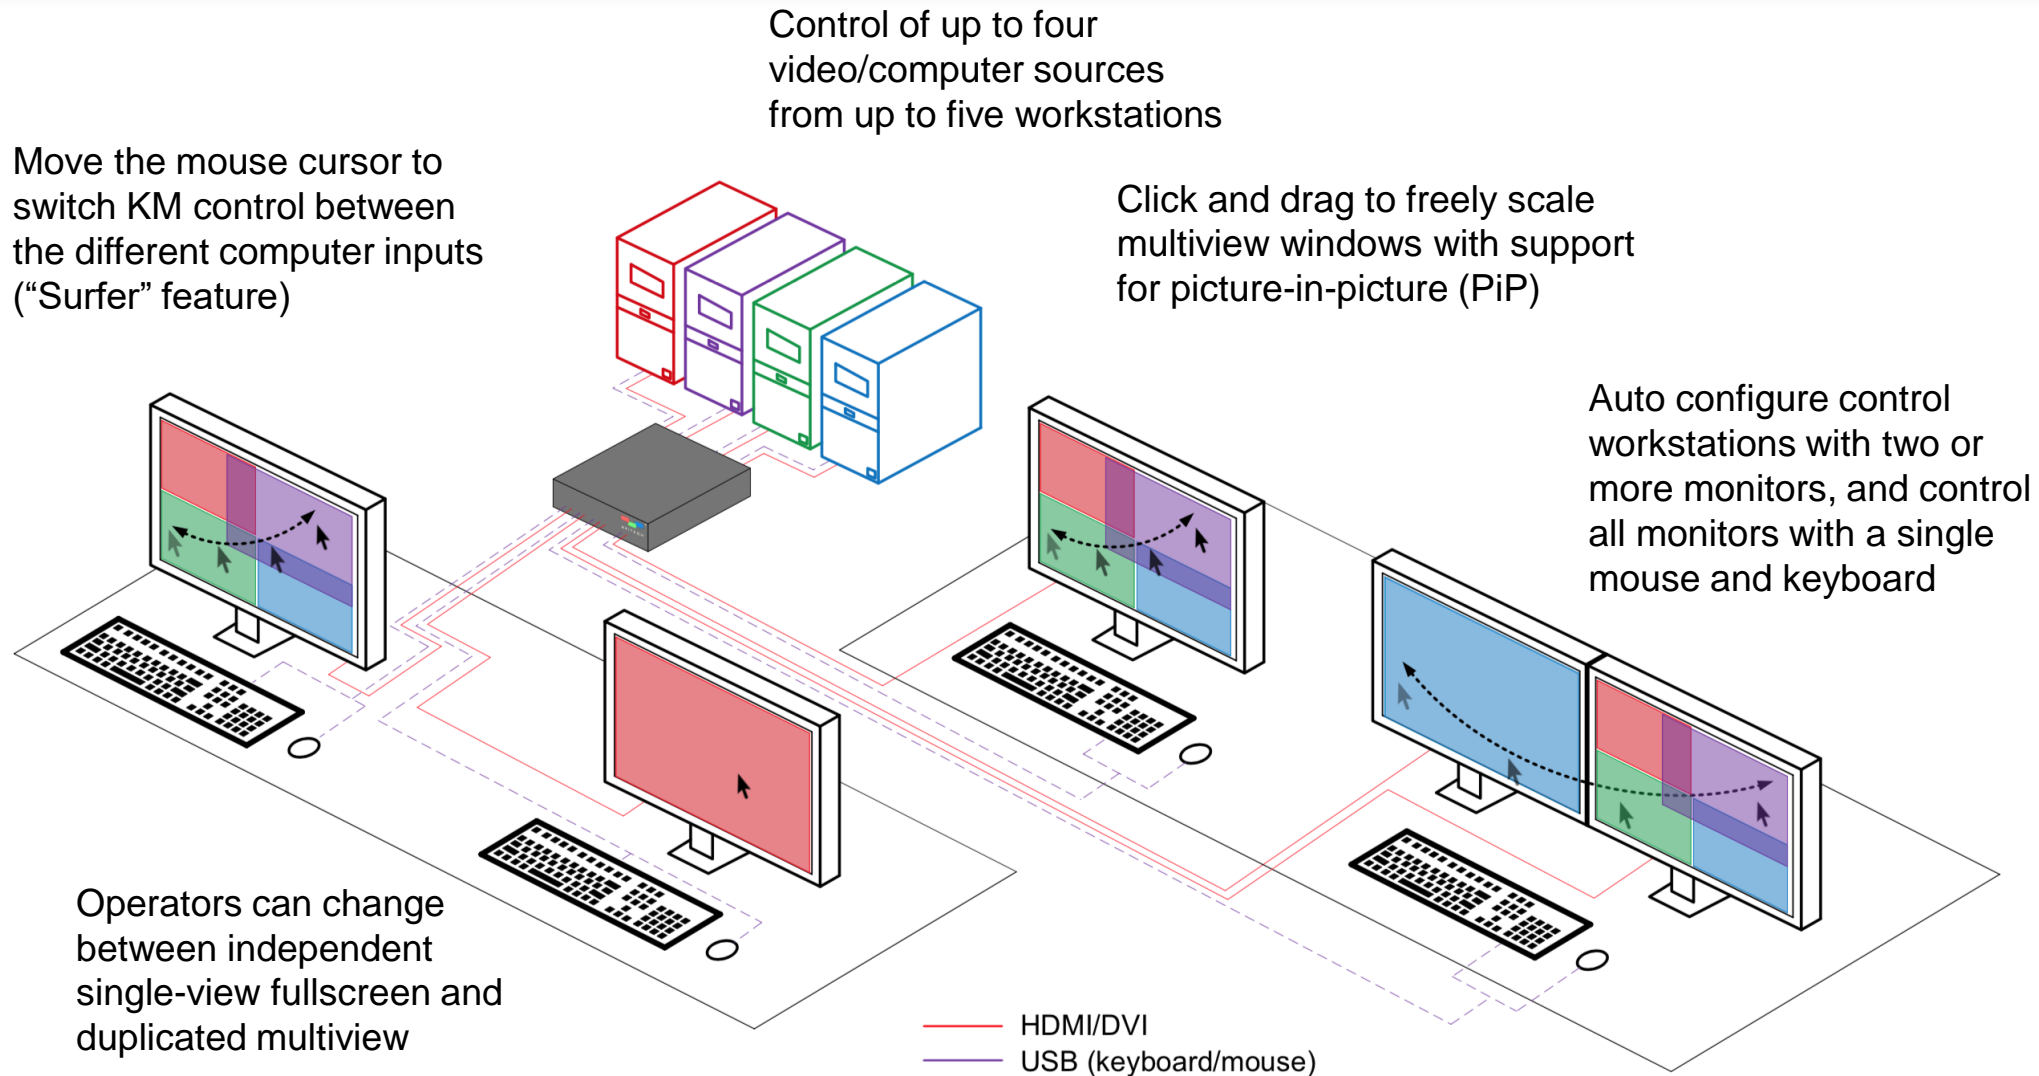 Control of up to four
video/computer sources
from up to five workstations
Move the mouse cursor to
switch KM control between
the different computer inputs
(“Surfer” feature)
Click and drag to freely scale
multiview windows with support
for picture-in-picture (PiP)
Auto configure control
workstations with two or
more monitors, and control
all monitors with a single
mouse and keyboard
Operators can change
between independent
single-view fullscreen and
duplicated multiview
HDMI/DVI
USB (keyboard/mouse)